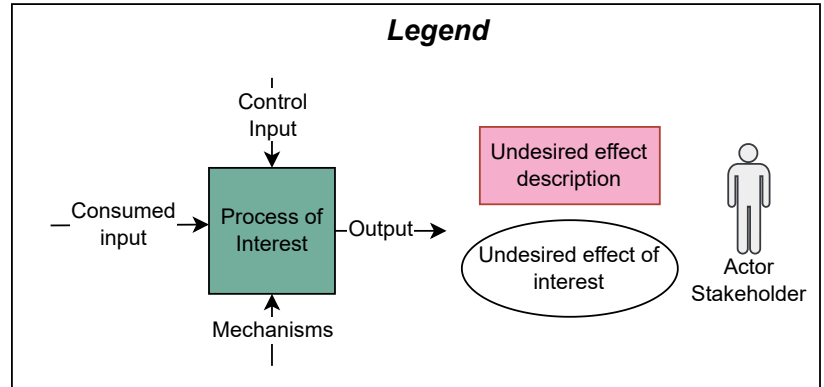 Legend
Control
Input
Consumed
input
Process of
Interest
Output
Mechanisms
Undesired effect
description
Undesired effect of
interest
Actor
Stakeholder